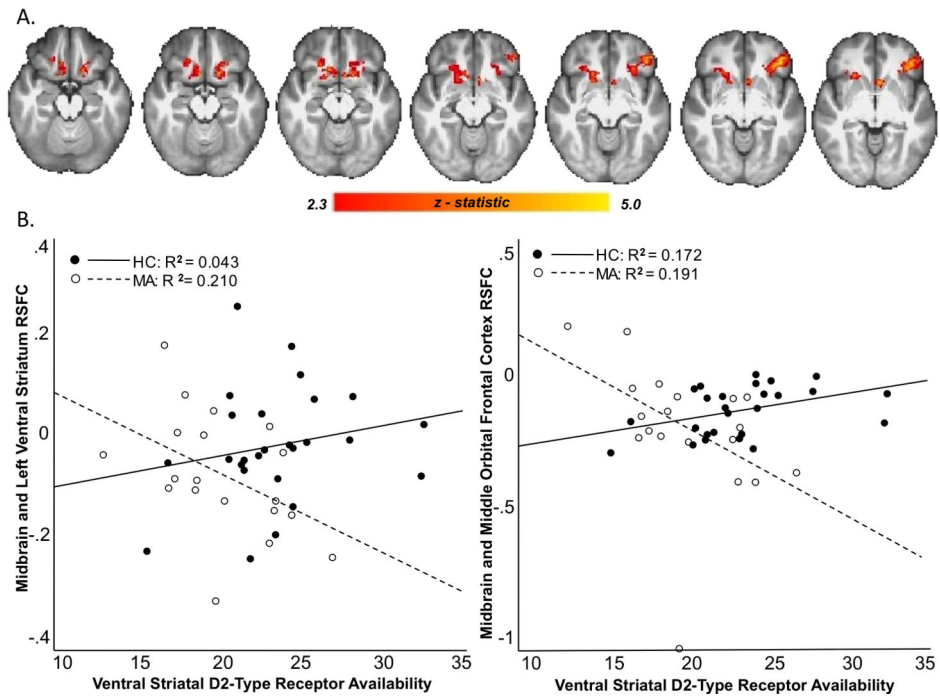 A.
2.3 z - statistic 5.0
B.
.4
.2
0
-.2
-.4
Midbrain and Left Ventral Striatum RSFC
HC: R² = 0.043
MA: R ²= 0.210
10 15 20 25 30 35
Ventral Striatal D2-Type Receptor Availability
.5
0
-.5
-1
Midbrain and Middle Orbital Frontal Cortex RSFC
HC: R² = 0.172
MA: R² = 0.191
10 15 20 25 30 35
Ventral Striatal D2-Type Receptor Availability